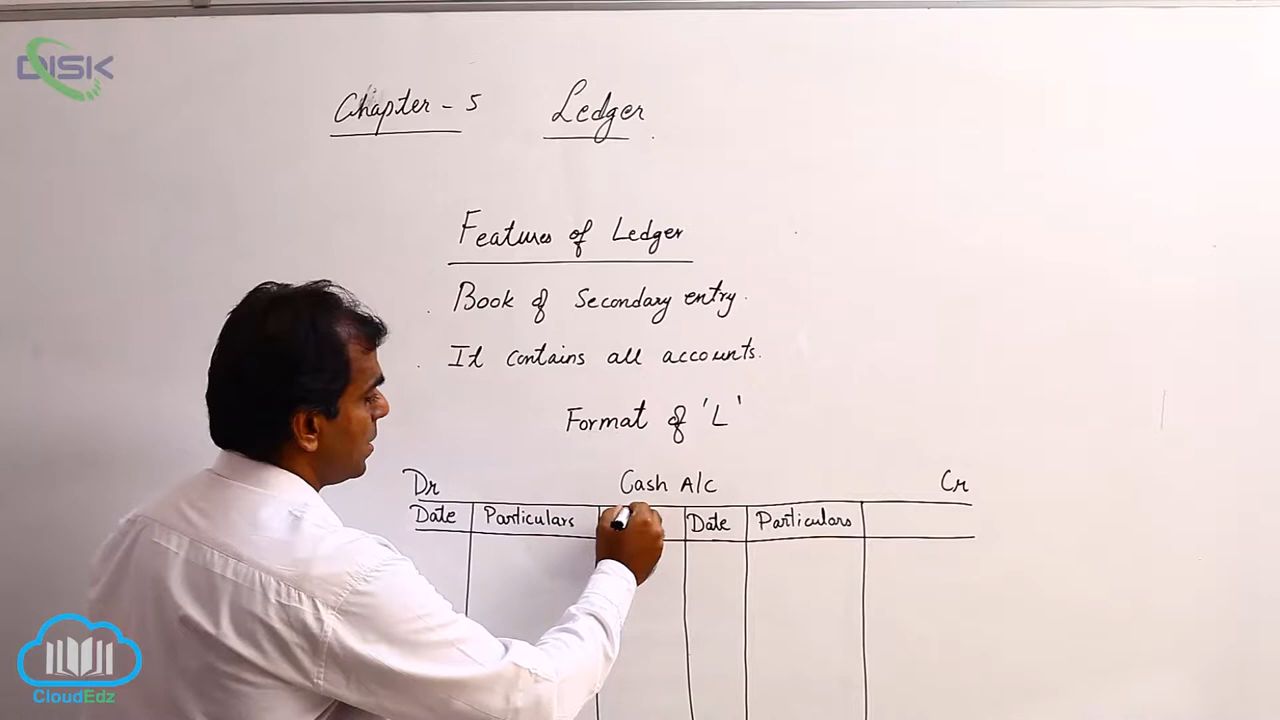 DISK
Chapter - 5 Ledger
Features of Ledger
. Book of Secondary entry.
. It contains all accounts.
Format of 'L'
Dr Cash A/c Cr
Date Particulars Date Particulars
CloudEdz